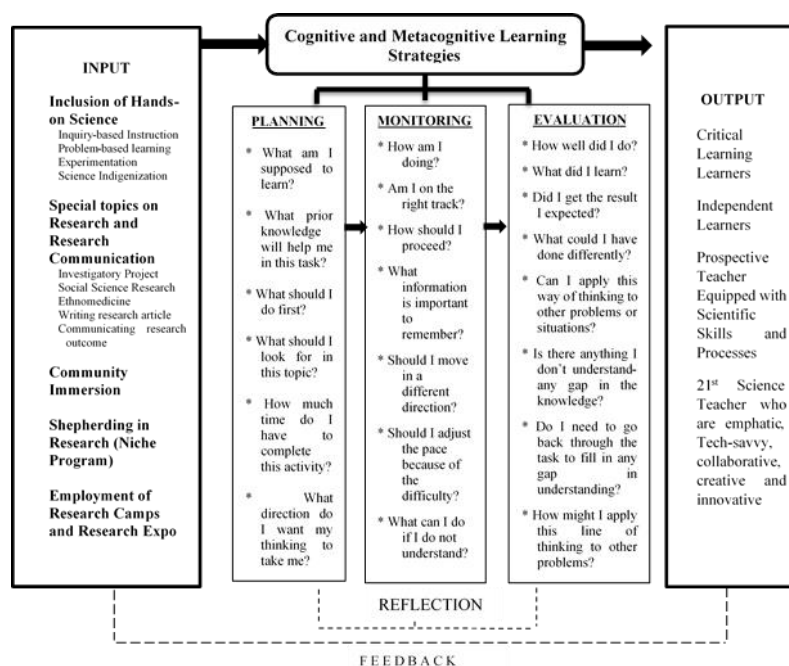 Cognitive and Metacognitive Learning
Strategies
INPUT
Inclusion of Hands-
on Science
Inquiry-based Instruction
Problem-based learning
Experimentation
Science Indigenization
Special topics on
Research and
Research
Communication
Investigatory Project
Social Science Research
Ethnomedicine
Writing research article
Communicating research
outcome
Community
Immersion
Shepherding in
Research (Niche
Program)
Employment of
Research Camps
and Research Expo
PLANNING
* What am I
supposed to
learn?
* What prior
knowledge
will help me
in this task?
* What should I
do first?
* What should I
look for in
this topic?
* How much
time do I
have to
complete
this activity?
* What
direction do
I want my
thinking to
take me?
MONITORING
* How am I
doing?
* Am I on the
right track?
* How should I
proceed?
* What
information
is important
to
remember?
* Should I move
in a
different
direction?
* Should I adjust
the pace
because of
the
difficulty?
* What can I do
if I do not
understand?
EVALUATION
* How well did I do?
* What did I learn?
* Did I get the result
I expected?
* What could I have
done differently?
* Can I apply this
way of thinking to
other problems or
situations?
* Is there anything I
don't understand-
any gap in the
knowledge?
* Do I need to go
back through the
task to fill in any
gap in
understanding?
* How might I apply
this line of
thinking to other
problems?
OUTPUT
Critical
Learning
Learners
Independent
Learners
Prospective
Teacher
Equipped with
Scientific
Skills and
Processes
21st Science
Teacher who
are emphatic,
Tech-savvy,
collaborative,
creative and
innovative
REFLECTION
FEEDBACK